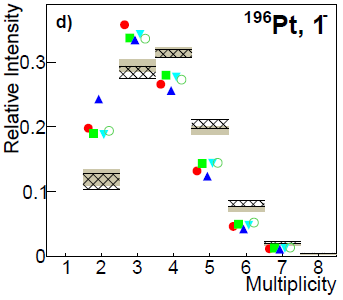 d)
¹⁹⁶Pt, 1⁻
Relative Intensity
0.3
0.2
0.1
0
1 2 3 4 5 6 7 8
Multiplicity